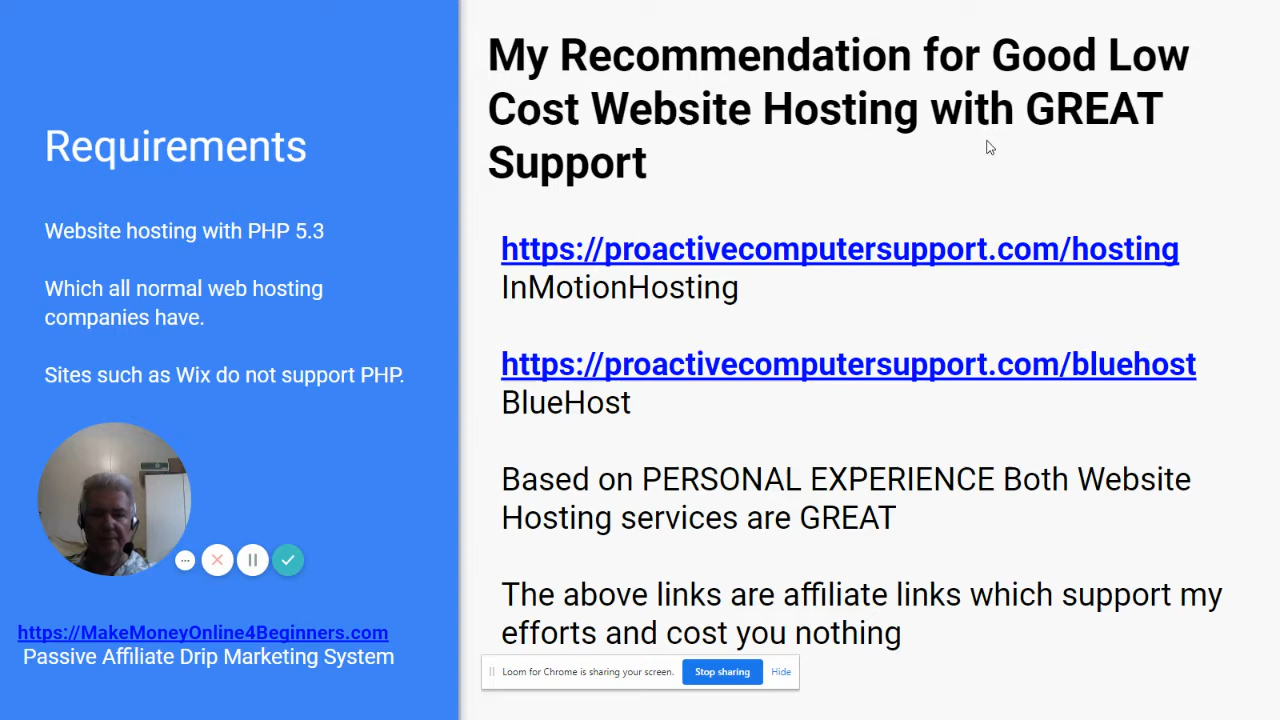 Requirements
Website hosting with PHP 5.3
Which all normal web hosting
companies have.
Sites such as Wix do not support PHP.
https://MakeMoneyOnline4Beginners.com
Passive Affiliate Drip Marketing System
My Recommendation for Good Low
Cost Website Hosting with GREAT
Support
https://proactivecomputersupport.com/hosting
InMotionHosting
https://proactivecomputersupport.com/bluehost
BlueHost
Based on PERSONAL EXPERIENCE Both Website
Hosting services are GREAT
The above links are affiliate links which support my
efforts and cost you nothing
Loom for Chrome is sharing your screen. Stop sharing Hide